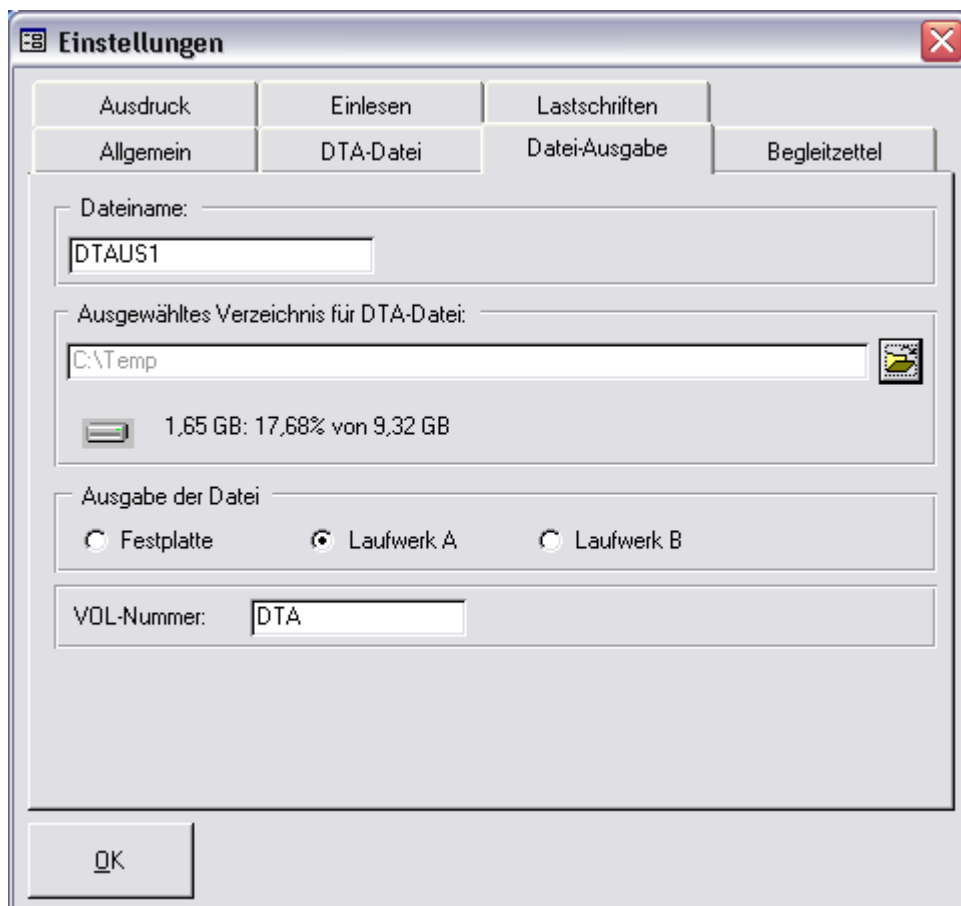 Einstellungen
Ausdruck Einlesen Lastschriften
Allgemein DTA-Datei Datei-Ausgabe Begleitzettel
Dateiname:
DTAUS1
Ausgewähltes Verzeichnis für DTA-Datei:
C:\Temp
1,65 GB: 17,68% von 9,32 GB
Ausgabe der Datei
Festplatte Laufwerk A Laufwerk B
VOL-Nummer: DTA
OK